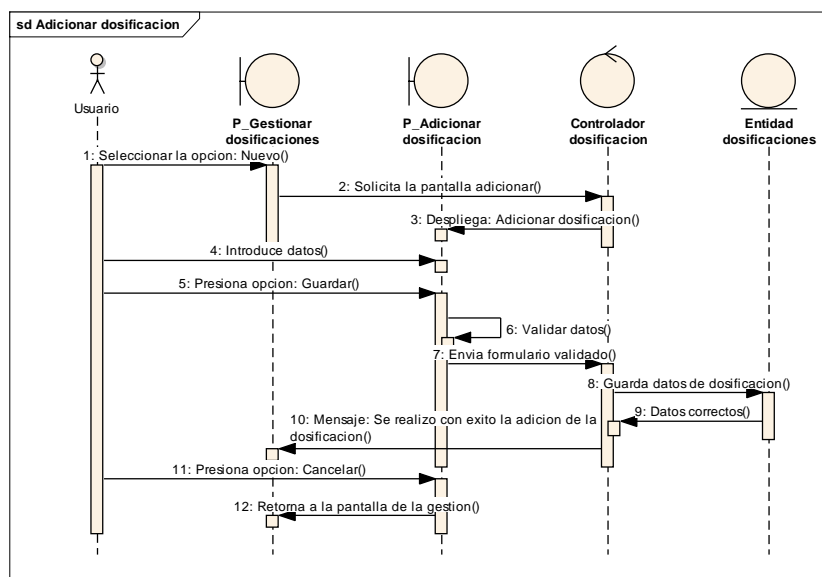 sd Adicionar dosificacion
Usuario
P_Gestionar
dosificaciones
P_Adicionar
dosificacion
Controlador
dosificacion
Entidad
dosificaciones
1: Seleccionar la opcion: Nuevo()
2: Solicita la pantalla adicionar()
3: Despliega: Adicionar dosificacion()
4: Introduce datos()
5: Presiona opcion: Guardar()
6: Validar datos()
7: Envia formulario validado()
8: Guarda datos de dosificacion()
9: Datos correctos()
10: Mensaje: Se realizo con exito la adicion de la
dosificacion()
11: Presiona opcion: Cancelar()
12: Retorna a la pantalla de la gestion()